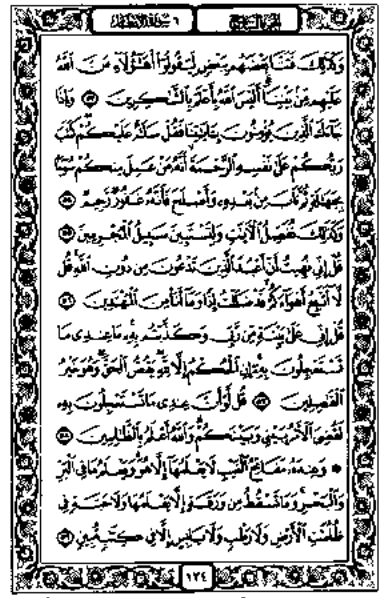 الجزء السابع
٦ سورة الأنعام
وَكَذَٰلِكَ فَتَنَّا بَعْضَهُم بِبَعْضٍ لِّيَقُولُوٓا۟ أَهَٰٓؤُلَآءِ مَنَّ ٱللَّهُ
عَلَيْهِم مِّنۢ بَيْنِنَآ أَلَيْسَ ٱللَّهُ بِأَعْلَمَ بِٱلشَّٰكِرِينَ ٥٣ وَإِذَا
جَآءَكَ ٱلَّذِينَ يُؤْمِنُونَ بِـَٔايَٰتِنَا فَقُلْ سَلَٰمٌ عَلَيْكُمْ كَتَبَ
رَبُّكُمْ عَلَىٰ نَفْسِهِ ٱلرَّحْمَةَ أَنَّهُۥ مَنْ عَمِلَ مِنكُمْ سُوٓءًۢا
بِجَهَٰلَةٍ ثُمَّ تَابَ مِنۢ بَعْدِهِۦ وَأَصْلَحَ فَأَنَّهُۥ غَفُورٌ رَّحِيمٌ ٥٤
وَكَذَٰلِكَ نُفَصِّلُ ٱلْـَٔايَٰتِ وَلِتَسْتَبِينَ سَبِيلُ ٱلْمُجْرِمِينَ ٥٥
قُلْ إِنِّى نُهِيتُ أَنْ أَعْبُدَ ٱلَّذِينَ تَدْعُونَ مِن دُونِ ٱللَّهِ قُل
لَّآ أَتَّبِعُ أَهْوَآءَكُمْ قَدْ ضَلَلْتُ إِذًا وَمَآ أَنَا۠ مِنَ ٱلْمُهْتَدِينَ ٥٦
قُلْ إِنِّى عَلَىٰ بَيِّنَةٍ مِّن رَّبِّى وَكَذَّبْتُم بِهِۦ مَا عِندِى مَا
تَسْتَعْجِلُونَ بِهِۦٓ إِنِ ٱلْحُكْمُ إِلَّا لِلَّهِ يَقُصُّ ٱلْحَقَّ وَهُوَ خَيْرُ
ٱلْفَٰصِلِينَ ٥٧ قُل لَّوْ أَنَّ عِندِى مَا تَسْتَعْجِلُونَ بِهِۦ
لَقُضِىَ ٱلْأَمْرُ بَيْنِى وَبَيْنَكُمْ وَٱللَّهُ أَعْلَمُ بِٱلظَّٰلِمِينَ ٥٨
* وَعِندَهُۥ مَفَاتِحُ ٱلْغَيْبِ لَا يَعْلَمُهَآ إِلَّا هُوَ وَيَعْلَمُ مَا فِى ٱلْبَرِّ
وَٱلْبَحْرِ وَمَا تَسْقُطُ مِن وَرَقَةٍ إِلَّا يَعْلَمُهَا وَلَا حَبَّةٍ فِى
ظُلُمَٰتِ ٱلْأَرْضِ وَلَا رَطْبٍ وَلَا يَابِسٍ إِلَّا فِى كِتَٰبٍ مُّبِينٍ ٥٩
١٣٤